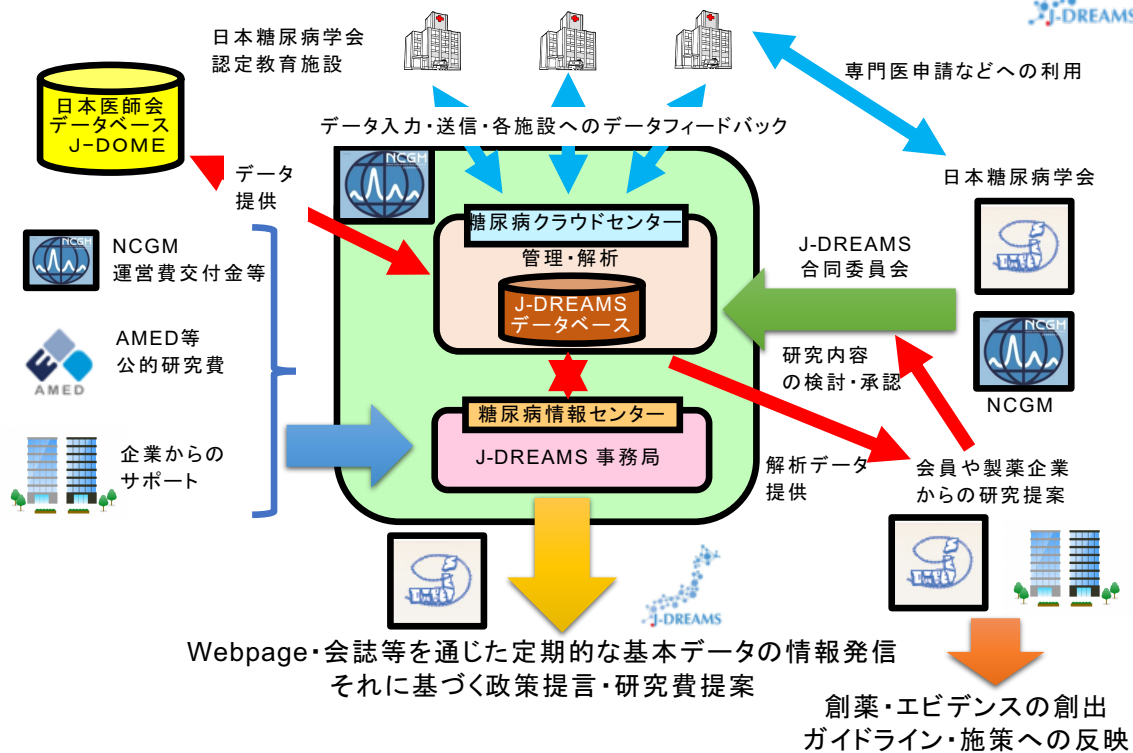 J-DREAMS
日本糖尿病学会
認定教育施設
専門医申請などへの利用
日本医師会
データベース
J-DOME
データ入力・送信・各施設へのデータフィードバック
データ
提供
NCGM
日本糖尿病学会
糖尿病クラウドセンター
管理・解析
J-DREAMS
データベース
J-DREAMS
合同委員会
NCGM
NCGM
運営費交付金等
AMED等
公的研究費
AMED
研究内容
の検討・承認
NCGM
NCGM
糖尿病情報センター
J-DREAMS 事務局
企業からの
サポート
解析データ
提供
会員や製薬企業
からの研究提案
J-DREAMS
Webpage・会誌等を通じた定期的な基本データの情報発信
それに基づく政策提言・研究費提案
創薬・エビデンスの創出
ガイドライン・施策への反映